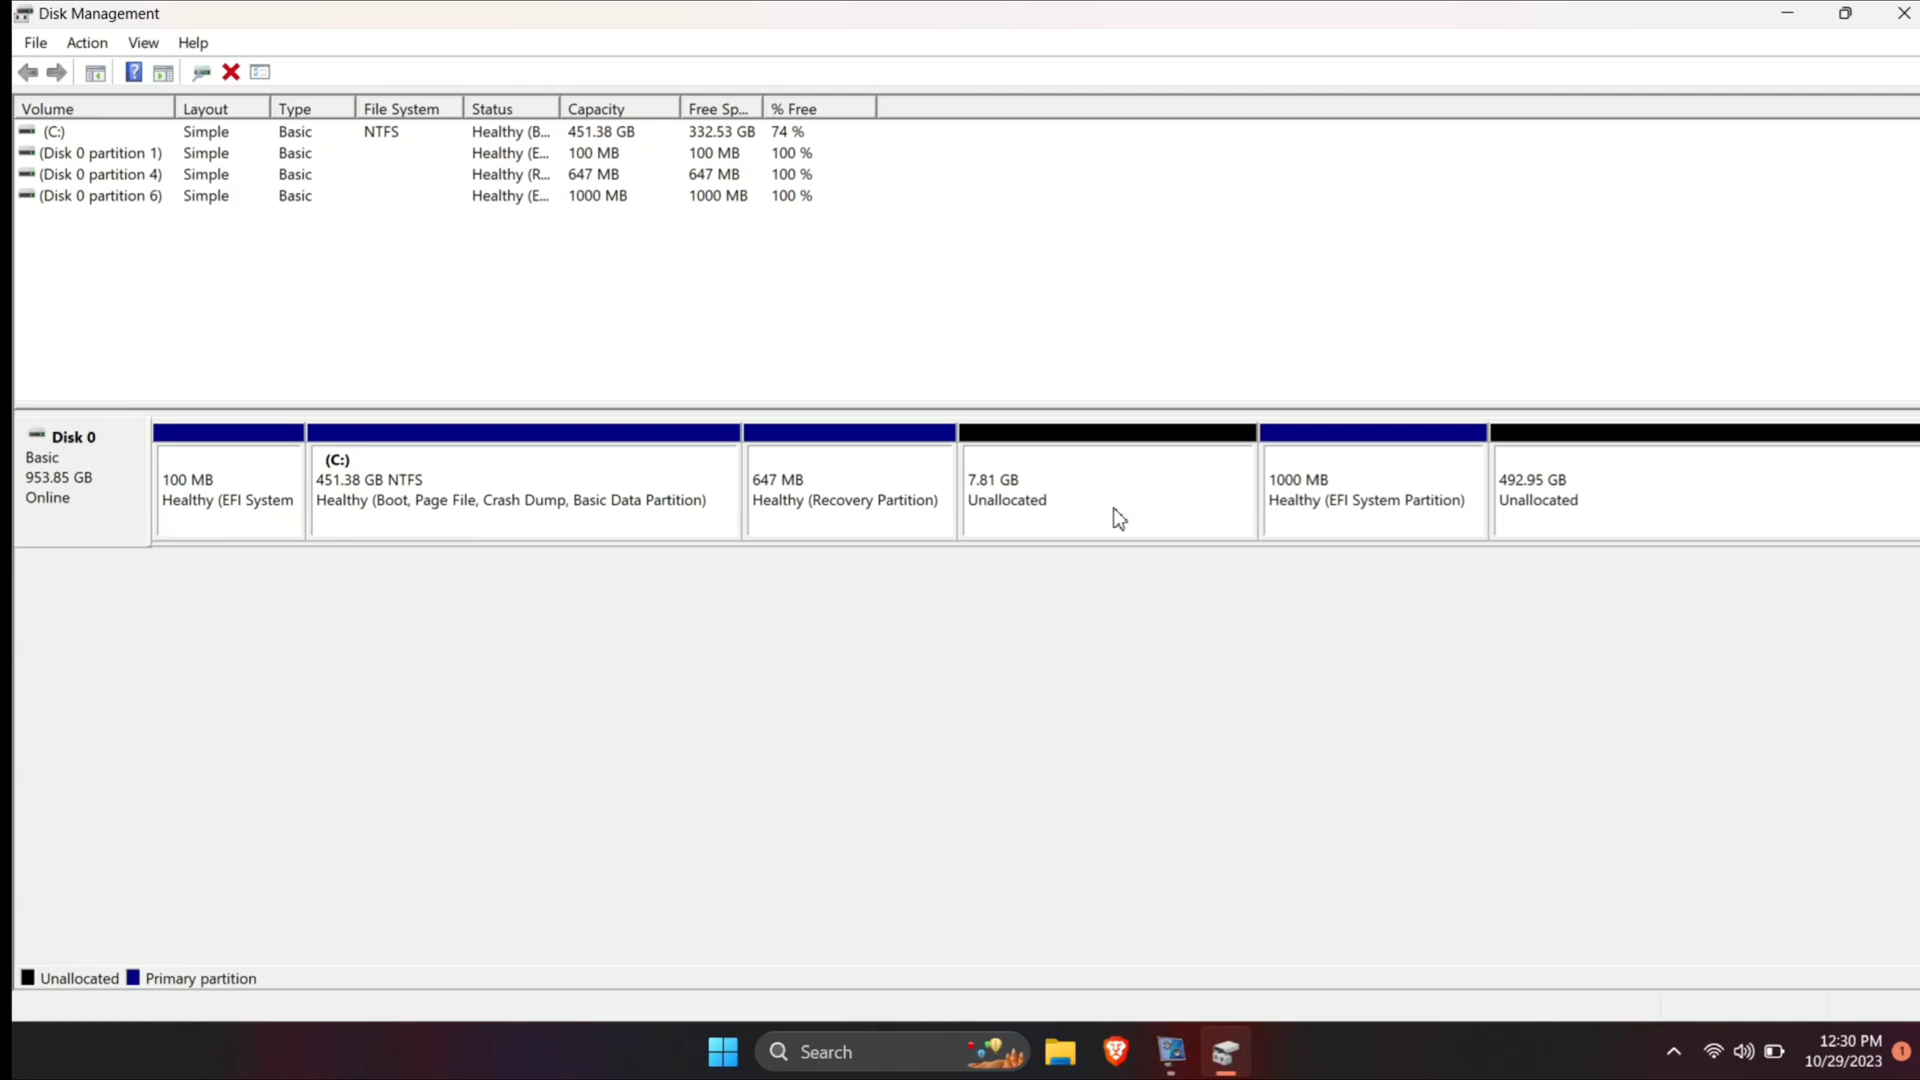 Disk Management
File Action View Help
Volume Layout Type File System Status Capacity Free Sp... % Free
(C:) Simple Basic NTFS Healthy (B... 451.38 GB 332.53 GB 74 %
(Disk 0 partition 1) Simple Basic Healthy (E... 100 MB 100 MB 100 %
(Disk 0 partition 4) Simple Basic Healthy (R... 647 MB 647 MB 100 %
(Disk 0 partition 6) Simple Basic Healthy (E... 1000 MB 1000 MB 100 %
Disk 0
Basic
953.85 GB
Online
100 MB
Healthy (EFI System
(C:)
451.38 GB NTFS
Healthy (Boot, Page File, Crash Dump, Basic Data Partition)
647 MB
Healthy (Recovery Partition)
7.81 GB
Unallocated
1000 MB
Healthy (EFI System Partition)
492.95 GB
Unallocated
Unallocated Primary partition
Search
12:30 PM
10/29/2023
1